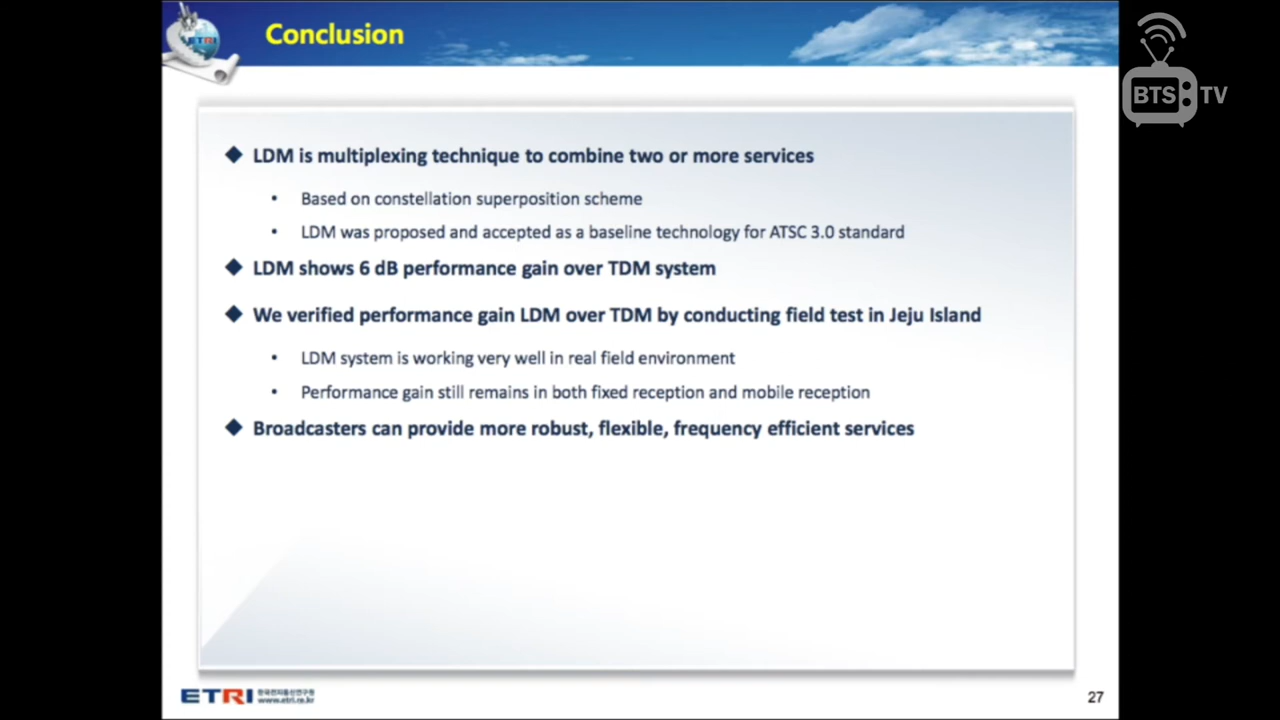 ETRI
Conclusion
BTS TV
◆ LDM is multiplexing technique to combine two or more services
• Based on constellation superposition scheme
• LDM was proposed and accepted as a baseline technology for ATSC 3.0 standard
◆ LDM shows 6 dB performance gain over TDM system
◆ We verified performance gain LDM over TDM by conducting field test in Jeju Island
• LDM system is working very well in real field environment
• Performance gain still remains in both fixed reception and mobile reception
◆ Broadcasters can provide more robust, flexible, frequency efficient services
ETRI 한국전자통신연구원
www.etri.re.kr
27